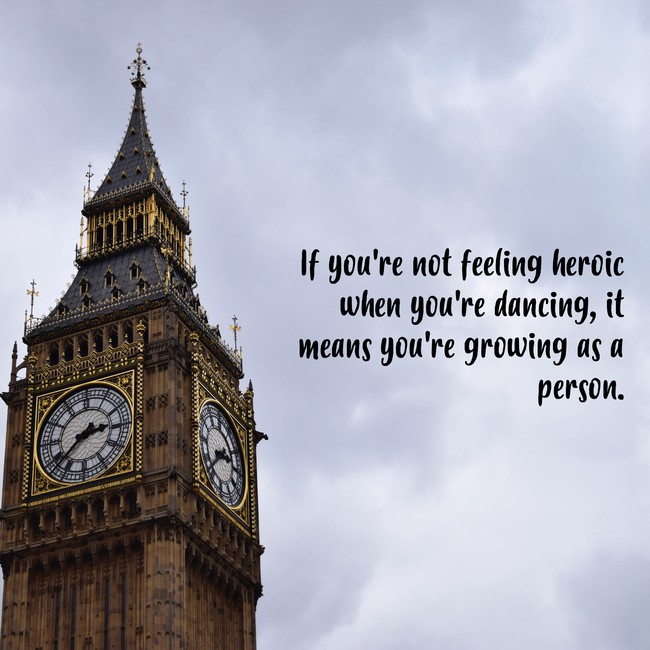 If you're not feeling heroic
when you're dancing, it
means you're growing as a
person.